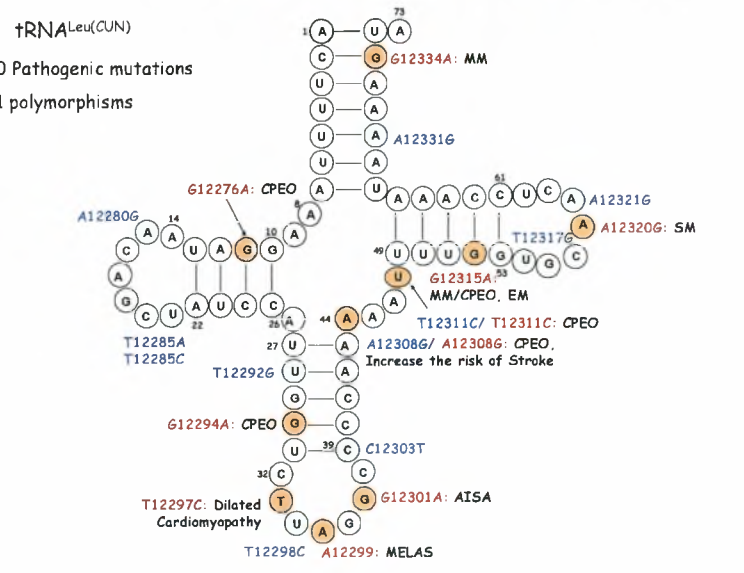 tRNALeu(CUN)
0 Pathogenic mutations
1 polymorphisms
73
1 A U A
C G G12334A: MM
U A
U A
U A A12331G
U A
A U A A A C C U C A A12321G
61
G12276A: CPEO
8 A
A
A12280G 14 A A U A G G 10
C
A
G
C U A U C C 26 A
22
T12285A
T12285C
A A12320G: SM
T12317G
49 U U U G G U G C
53
U G12315A:
MM/CPEO, EM
T12311C/ T12311C: CPEO
44 A A A
27 U A A12308G/ A12308G: CPEO,
Increase the risk of Stroke
T12292G U A
G C
G12294A: CPEO G C
U 39 C C12303T
32 C C
T12297C: Dilated
Cardiomyopathy
T G G12301A: AISA
U A G
T12298C A12299: MELAS